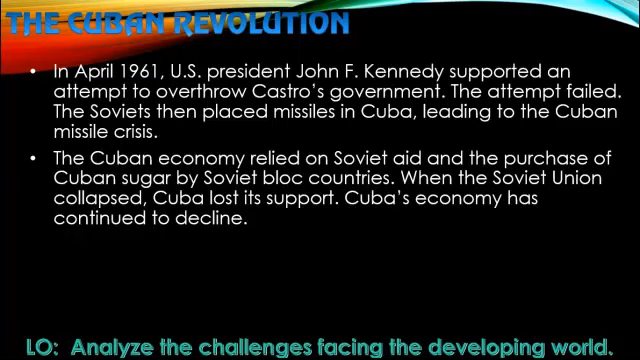 THE CUBAN REVOLUTION
• In April 1961, U.S. president John F. Kennedy supported an
attempt to overthrow Castro's government. The attempt failed.
The Soviets then placed missiles in Cuba, leading to the Cuban
missile crisis.
• The Cuban economy relied on Soviet aid and the purchase of
Cuban sugar by Soviet bloc countries. When the Soviet Union
collapsed, Cuba lost its support. Cuba's economy has
continued to decline.
LO: Analyze the challenges facing the developing world.